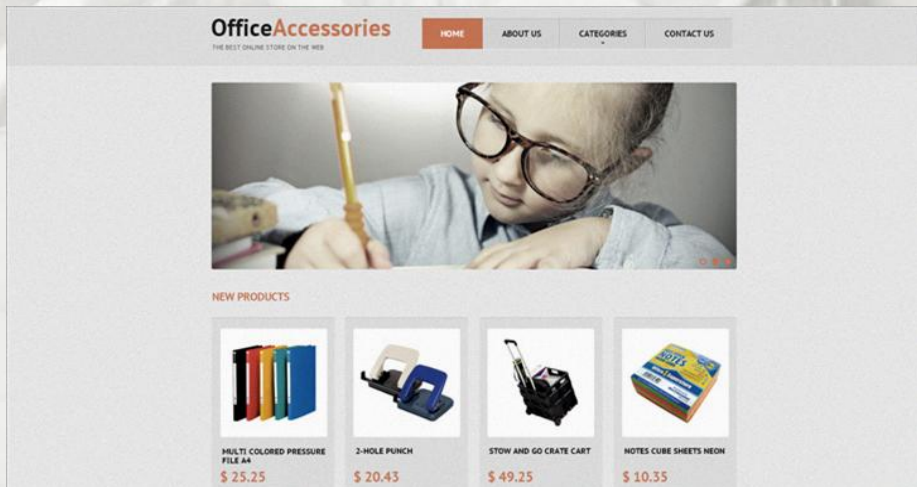 OfficeAccessories
THE BEST ONLINE STORE ON THE WEB
HOME
ABOUT US
CATEGORIES
CONTACT US
NEW PRODUCTS
NOTES
MULTI COLORED PRESSURE
FILE A4
$ 25.25
2-HOLE PUNCH
$ 20.43
STOW AND GO CRATE CART
$ 49.25
NOTES CUBE SHEETS NEON
$ 10.35